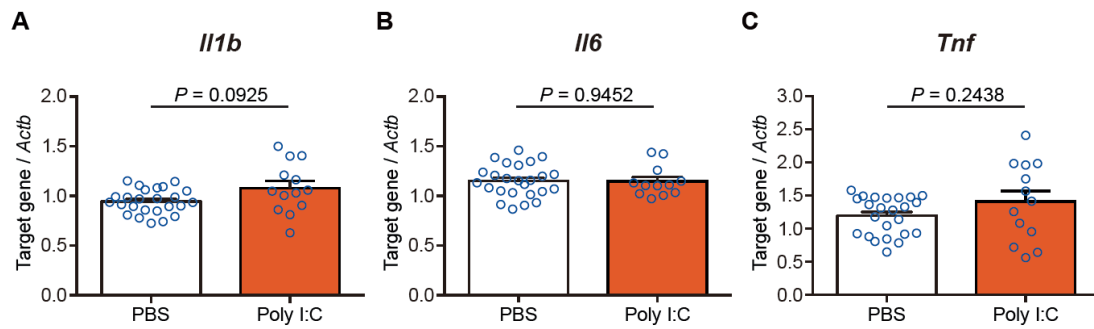 A
Il1b
P = 0.0925
Target gene / Actb
2.0
1.5
1.0
0.5
0.0
PBS
Poly I:C
B
Il6
P = 0.9452
Target gene / Actb
2.0
1.5
1.0
0.5
0.0
PBS
Poly I:C
C
Tnf
P = 0.2438
Target gene / Actb
3.0
2.5
2.0
1.5
1.0
0.5
0.0
PBS
Poly I:C